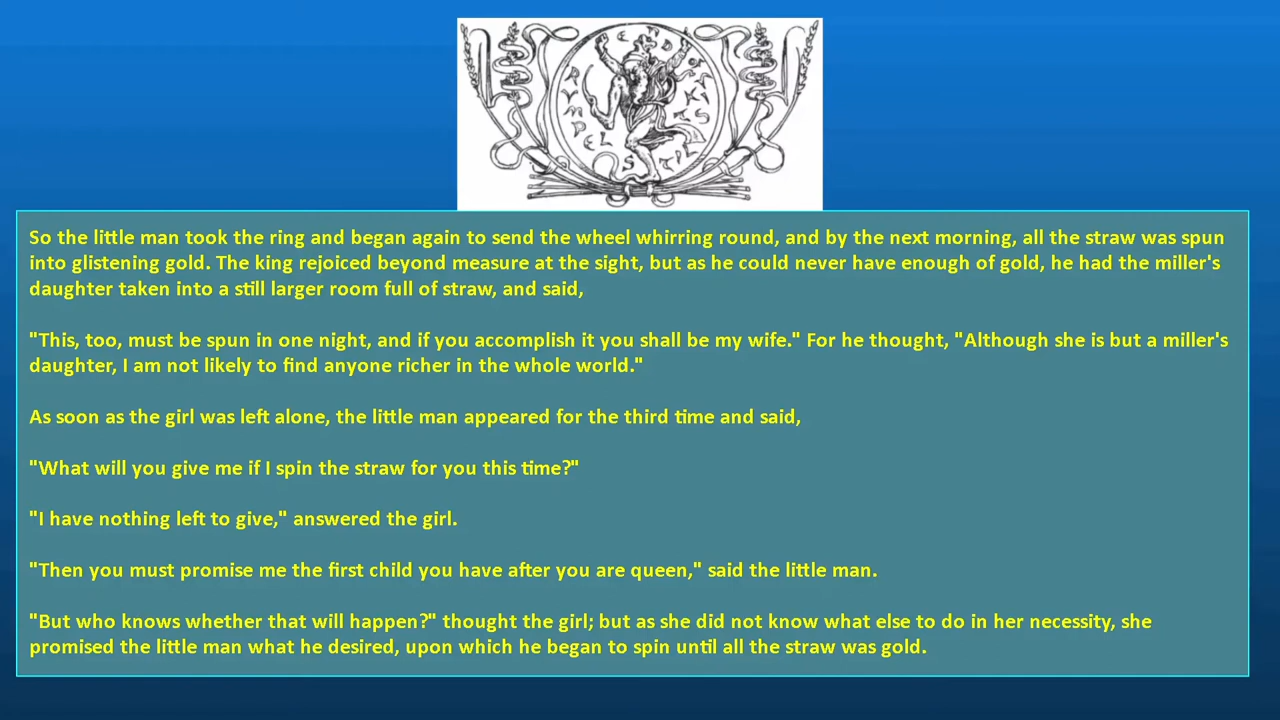 END RUMPELSTILTSKIN
So the little man took the ring and began again to send the wheel whirring round, and by the next morning, all the straw was spun
into glistening gold. The king rejoiced beyond measure at the sight, but as he could never have enough of gold, he had the miller's
daughter taken into a still larger room full of straw, and said,
"This, too, must be spun in one night, and if you accomplish it you shall be my wife." For he thought, "Although she is but a miller's
daughter, I am not likely to find anyone richer in the whole world."
As soon as the girl was left alone, the little man appeared for the third time and said,
"What will you give me if I spin the straw for you this time?"
"I have nothing left to give," answered the girl.
"Then you must promise me the first child you have after you are queen," said the little man.
"But who knows whether that will happen?" thought the girl; but as she did not know what else to do in her necessity, she
promised the little man what he desired, upon which he began to spin until all the straw was gold.